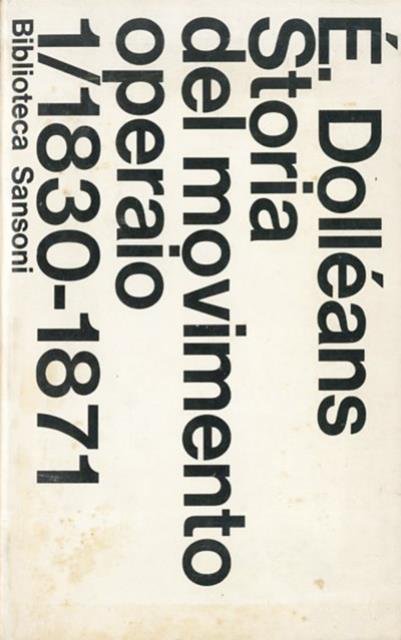 É. Dolléans
Storia
del movimento
operaio
1/1830-1871
Biblioteca Sansoni